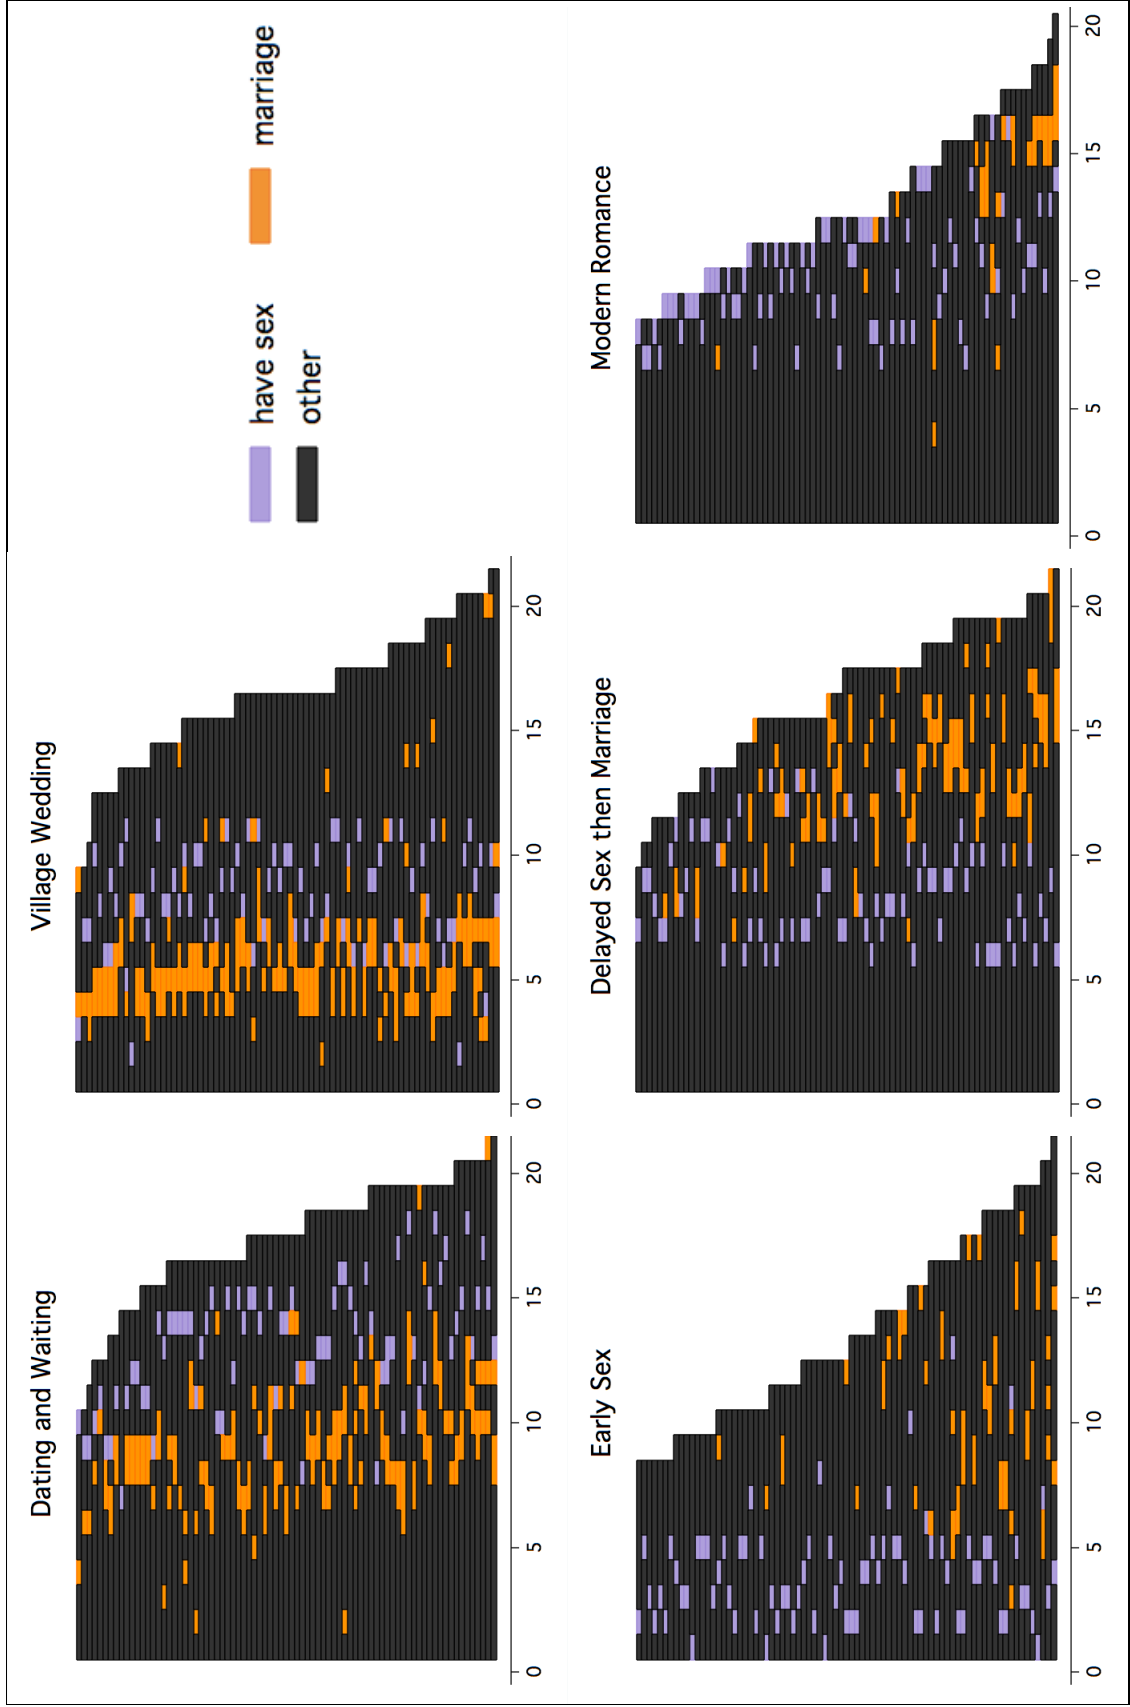 Dating and Waiting
0 5 10 15 20
Village Wedding
0 5 10 15 20
have sex
marriage
other
Early Sex
0 5 10 15 20
Delayed Sex then Marriage
0 5 10 15 20
Modern Romance
0 5 10 15 20